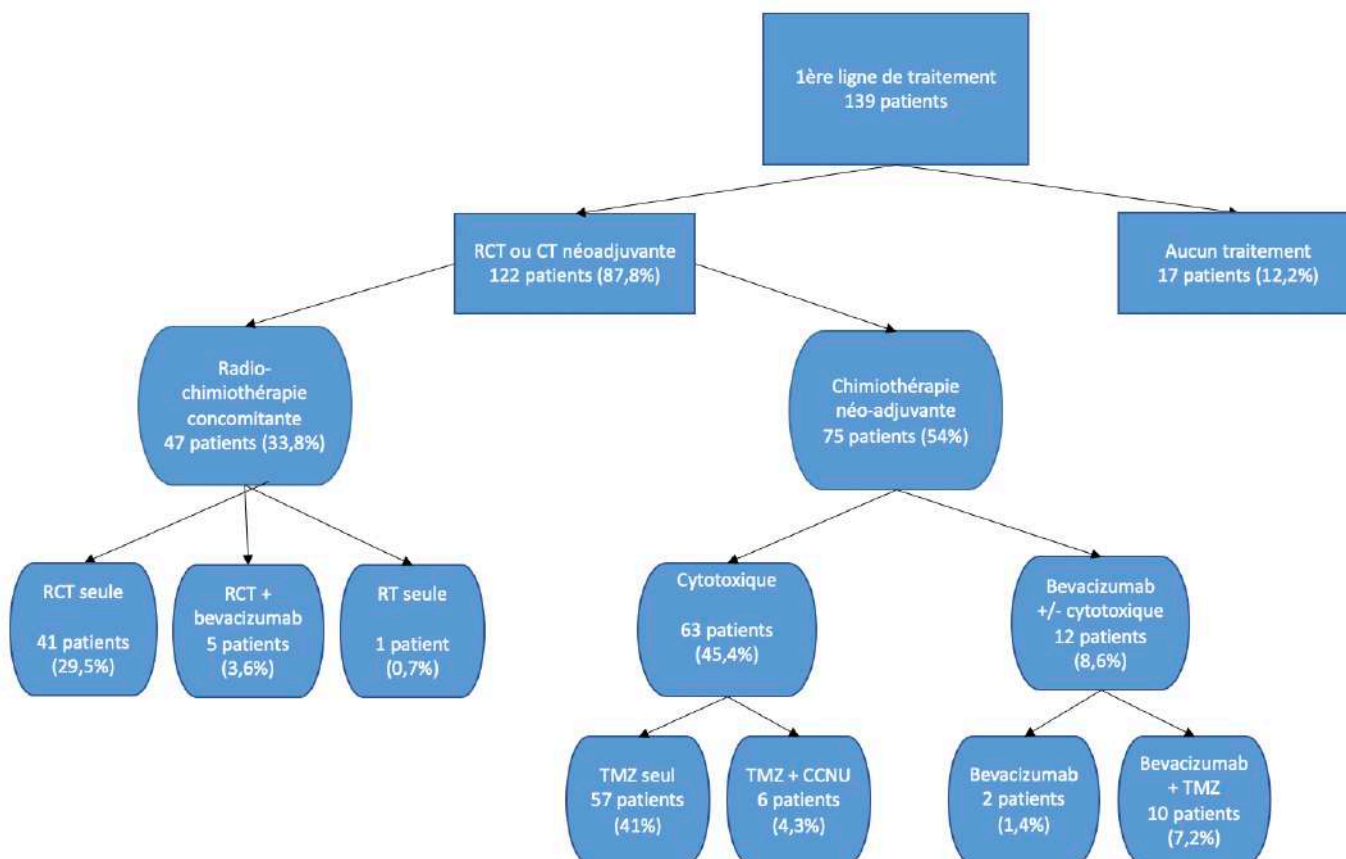 1ère ligne de traitement
139 patients
RCT ou CT néoadjuvante
122 patients (87,8%)
Aucun traitement
17 patients (12,2%)
Radio-
chimiothérapie
concomitante
47 patients (33,8%)
Chimiothérapie
néo-adjuvante
75 patients (54%)
RCT seule
41 patients
(29,5%)
RCT +
bevacizumab
5 patients
(3,6%)
RT seule
1 patient
(0,7%)
Cytotoxique
63 patients
(45,4%)
Bevacizumab
+/- cytotoxique
12 patients
(8,6%)
TMZ seul
57 patients
(41%)
TMZ + CCNU
6 patients
(4,3%)
Bevacizumab
2 patients
(1,4%)
Bevacizumab
+ TMZ
10 patients
(7,2%)